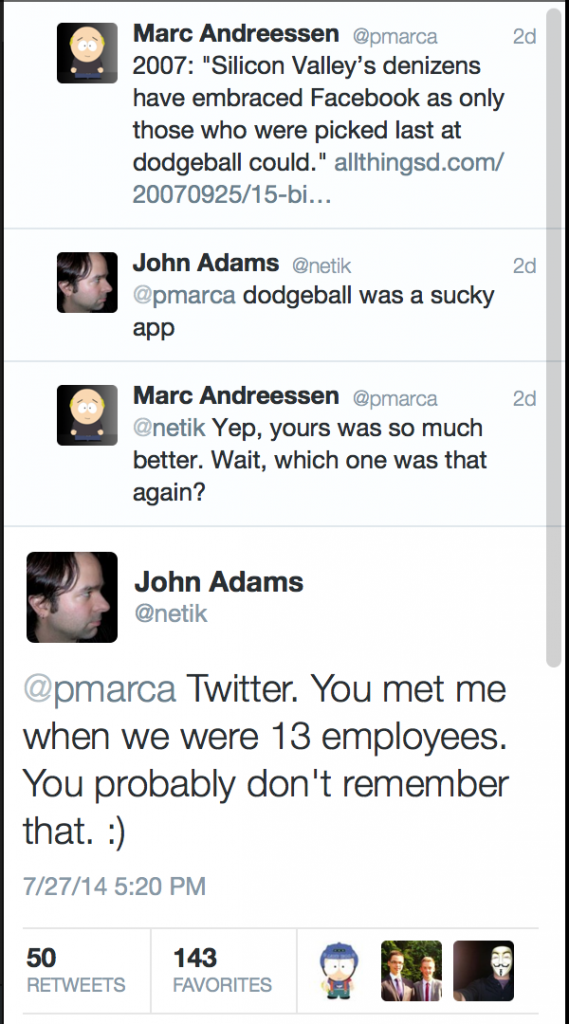 Marc Andreessen @pmarca 2d
2007: "Silicon Valley’s denizens
have embraced Facebook as only
those who were picked last at
dodgeball could." allthingsd.com/
20070925/15-bi…
John Adams @netik 2d
@pmarca dodgeball was a sucky
app
Marc Andreessen @pmarca 2d
@netik Yep, yours was so much
better. Wait, which one was that
again?
John Adams
@netik
@pmarca Twitter. You met me
when we were 13 employees.
You probably don't remember
that. :)
7/27/14 5:20 PM
50 143
RETWEETS FAVORITES